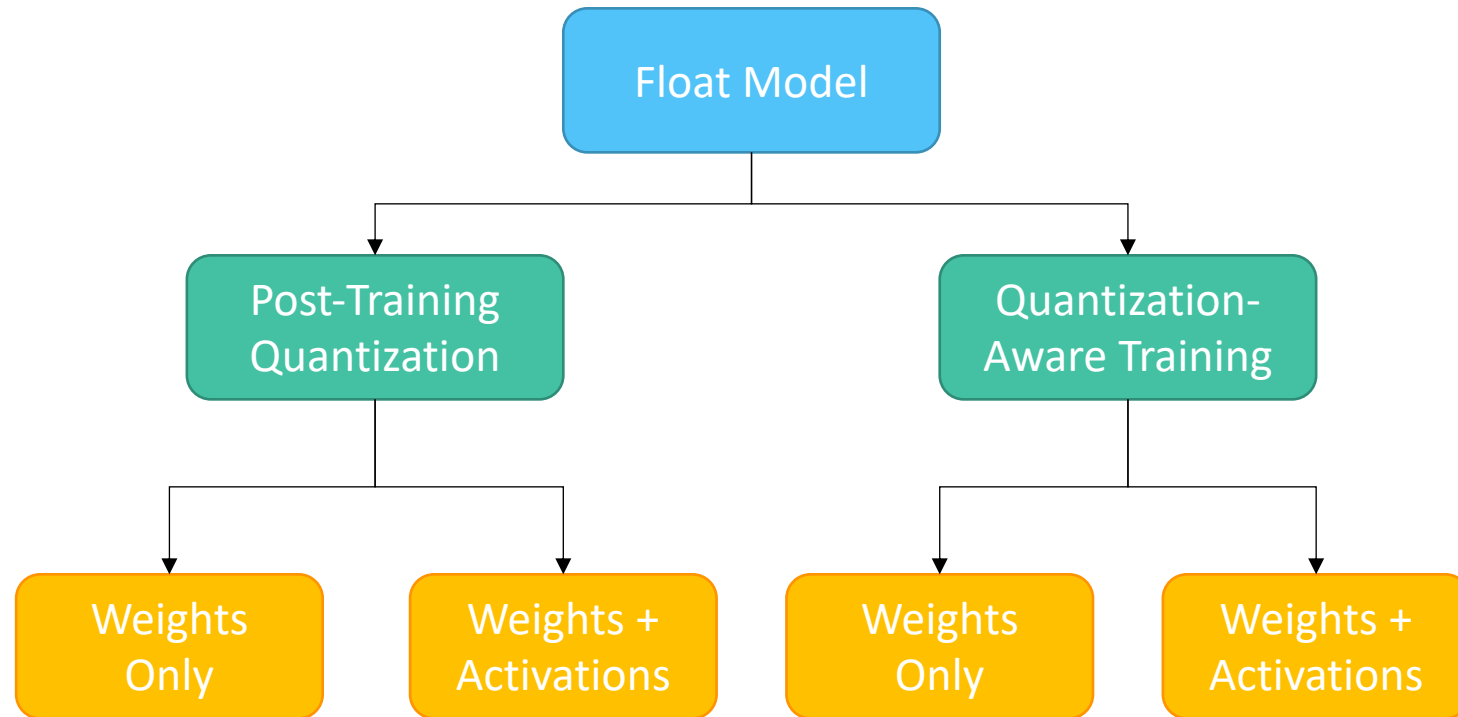 Float Model
Post-Training
Quantization
Quantization-
Aware Training
Weights
Only
Weights +
Activations
Weights
Only
Weights +
Activations